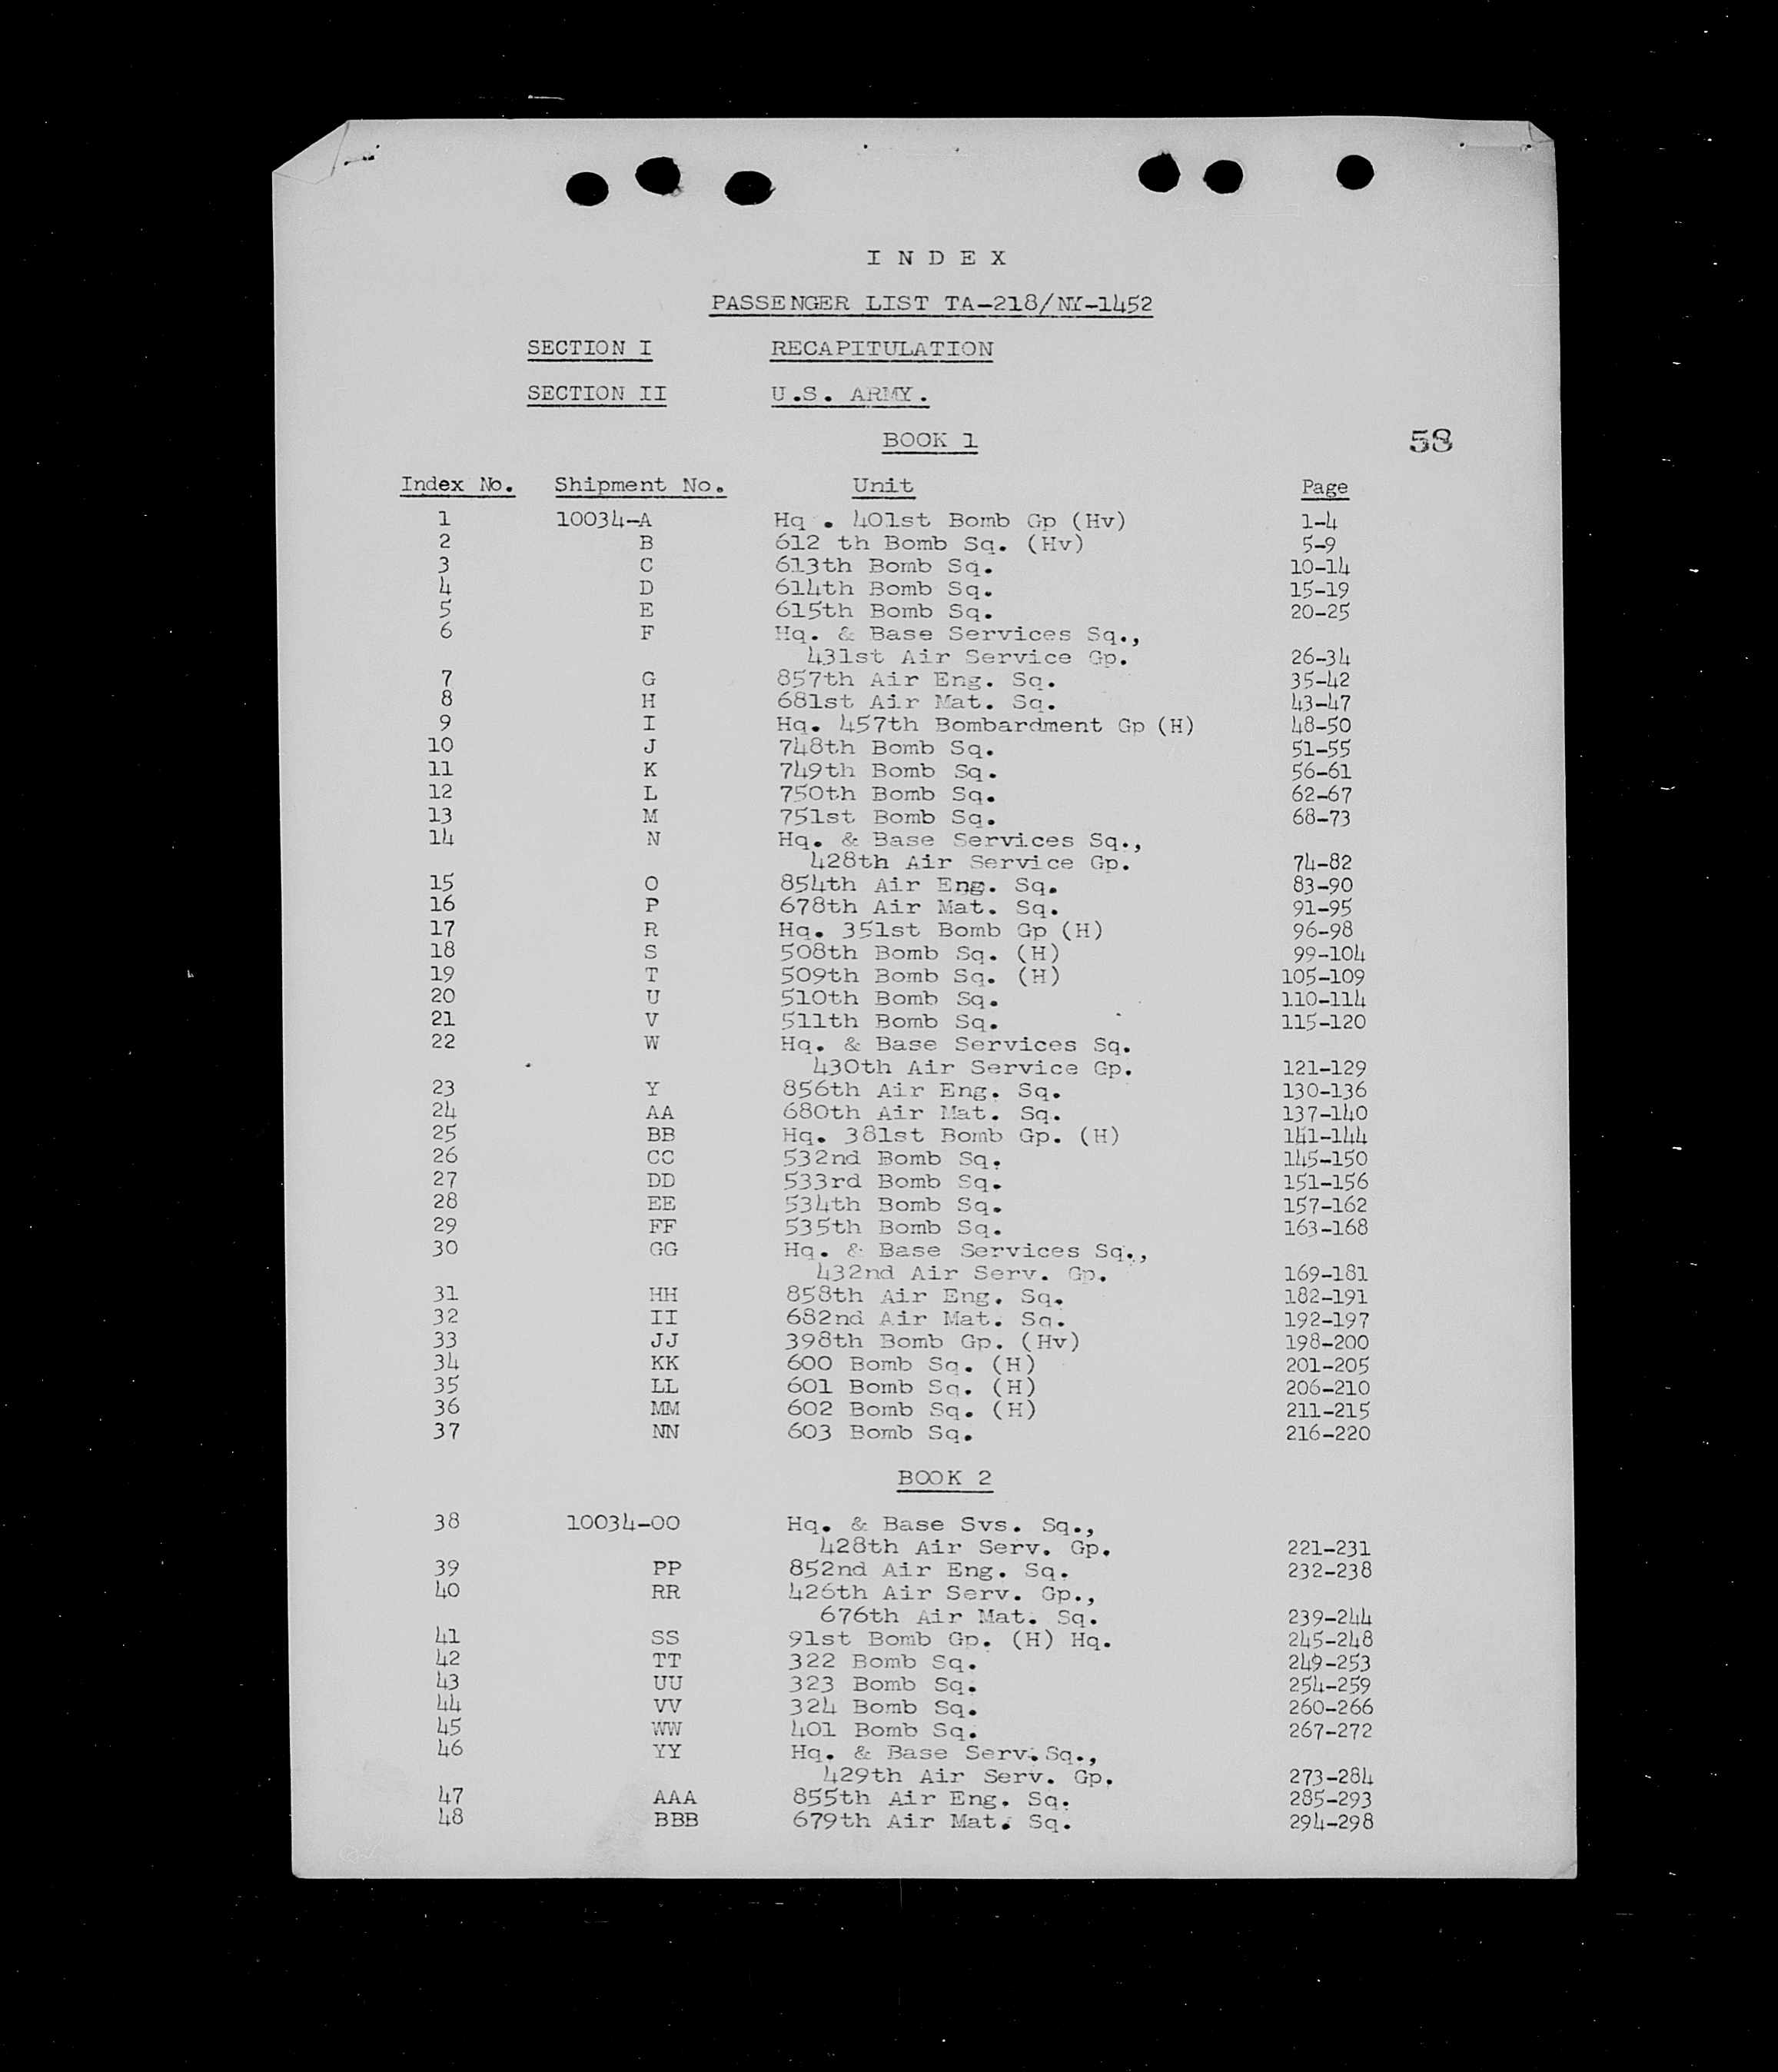 I N D E X
PASSENGER LIST TA-218/NY-1452
SECTION I RECAPITULATION
SECTION II U.S. ARMY.
BOOK 1
58
Index No. Shipment No. Unit Page
1 10034-A Hq . 401st Bomb Gp (Hv) 1-4
2 B 612 th Bomb Sq. (Hv) 5-9
3 C 613th Bomb Sq. 10-14
4 D 614th Bomb Sq. 15-19
5 E 615th Bomb Sq. 20-25
6 F Hq. & Base Services Sq.,
431st Air Service Gp. 26-34
7 G 857th Air Eng. Sq. 35-42
8 H 681st Air Mat. Sq. 43-47
9 I Hq. 457th Bombardment Gp (H) 48-50
10 J 748th Bomb Sq. 51-55
11 K 749th Bomb Sq. 56-61
12 L 750th Bomb Sq. 62-67
13 M 751st Bomb Sq. 68-73
14 N Hq. & Base Services Sq.,
428th Air Service Gp. 74-82
15 O 854th Air Eng. Sq. 83-90
16 P 678th Air Mat. Sq. 91-95
17 R Hq. 351st Bomb Gp (H) 96-98
18 S 508th Bomb Sq. (H) 99-104
19 T 509th Bomb Sq. (H) 105-109
20 U 510th Bomb Sq. 110-114
21 V 511th Bomb Sq. 115-120
22 W Hq. & Base Services Sq.
430th Air Service Gp. 121-129
23 Y 856th Air Eng. Sq. 130-136
24 AA 680th Air Mat. Sq. 137-140
25 BB Hq. 381st Bomb Gp. (H) 141-144
26 CC 532nd Bomb Sq. 145-150
27 DD 533rd Bomb Sq. 151-156
28 EE 534th Bomb Sq. 157-162
29 FF 535th Bomb Sq. 163-168
30 GG Hq. & Base Services Sq.,
432nd Air Serv. Gp. 169-181
31 HH 858th Air Eng. Sq. 182-191
32 II 682nd Air Mat. Sq. 192-197
33 JJ 398th Bomb Gp. (Hv) 198-200
34 KK 600 Bomb Sq. (H) 201-205
35 LL 601 Bomb Sq. (H) 206-210
36 MM 602 Bomb Sq. (H) 211-215
37 NN 603 Bomb Sq. 216-220
BOOK 2
38 10034-OO Hq. & Base Svs. Sq.,
428th Air Serv. Gp. 221-231
39 PP 852nd Air Eng. Sq. 232-238
40 RR 426th Air Serv. Gp.,
676th Air Mat. Sq. 239-244
41 SS 91st Bomb Gp. (H) Hq. 245-248
42 TT 322 Bomb Sq. 249-253
43 UU 323 Bomb Sq. 254-259
44 VV 324 Bomb Sq. 260-266
45 WW 401 Bomb Sq. 267-272
46 YY Hq. & Base Serv. Sq.,
429th Air Serv. Gp. 273-284
47 AAA 855th Air Eng. Sq. 285-293
48 BBB 679th Air Mat. Sq. 294-298